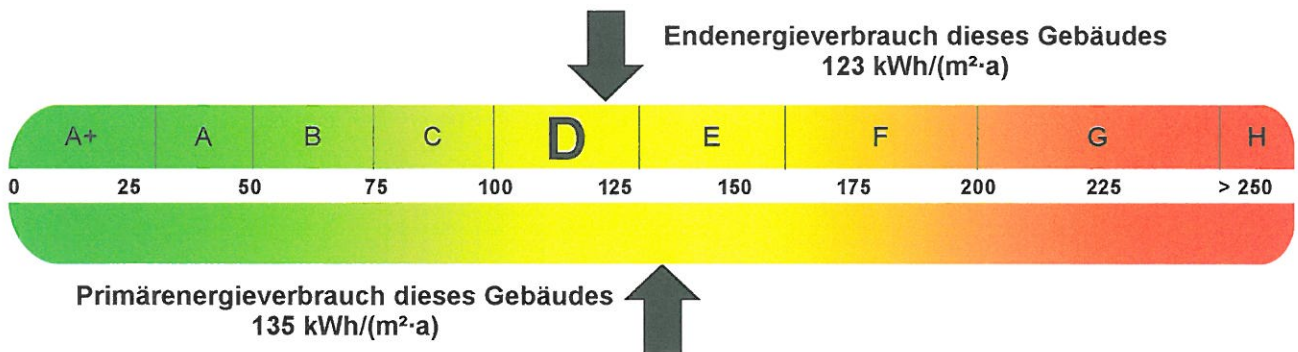 Endenergieverbrauch dieses Gebäudes
123 kWh/(m²·a)
A+ A B C D E F G H
0 25 50 75 100 125 150 175 200 225 > 250
Primärenergieverbrauch dieses Gebäudes
135 kWh/(m²·a)